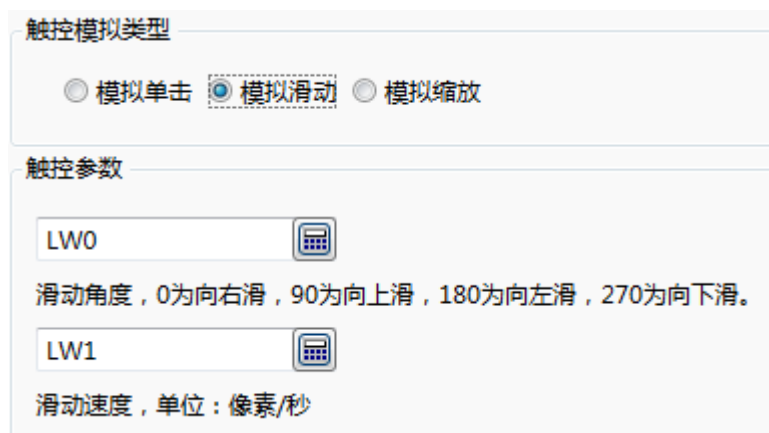 触控模拟类型
模拟单击 模拟滑动 模拟缩放
触控参数
LW0
滑动角度，0为向右滑，90为向上滑，180为向左滑，270为向下滑。
LW1
滑动速度，单位：像素/秒